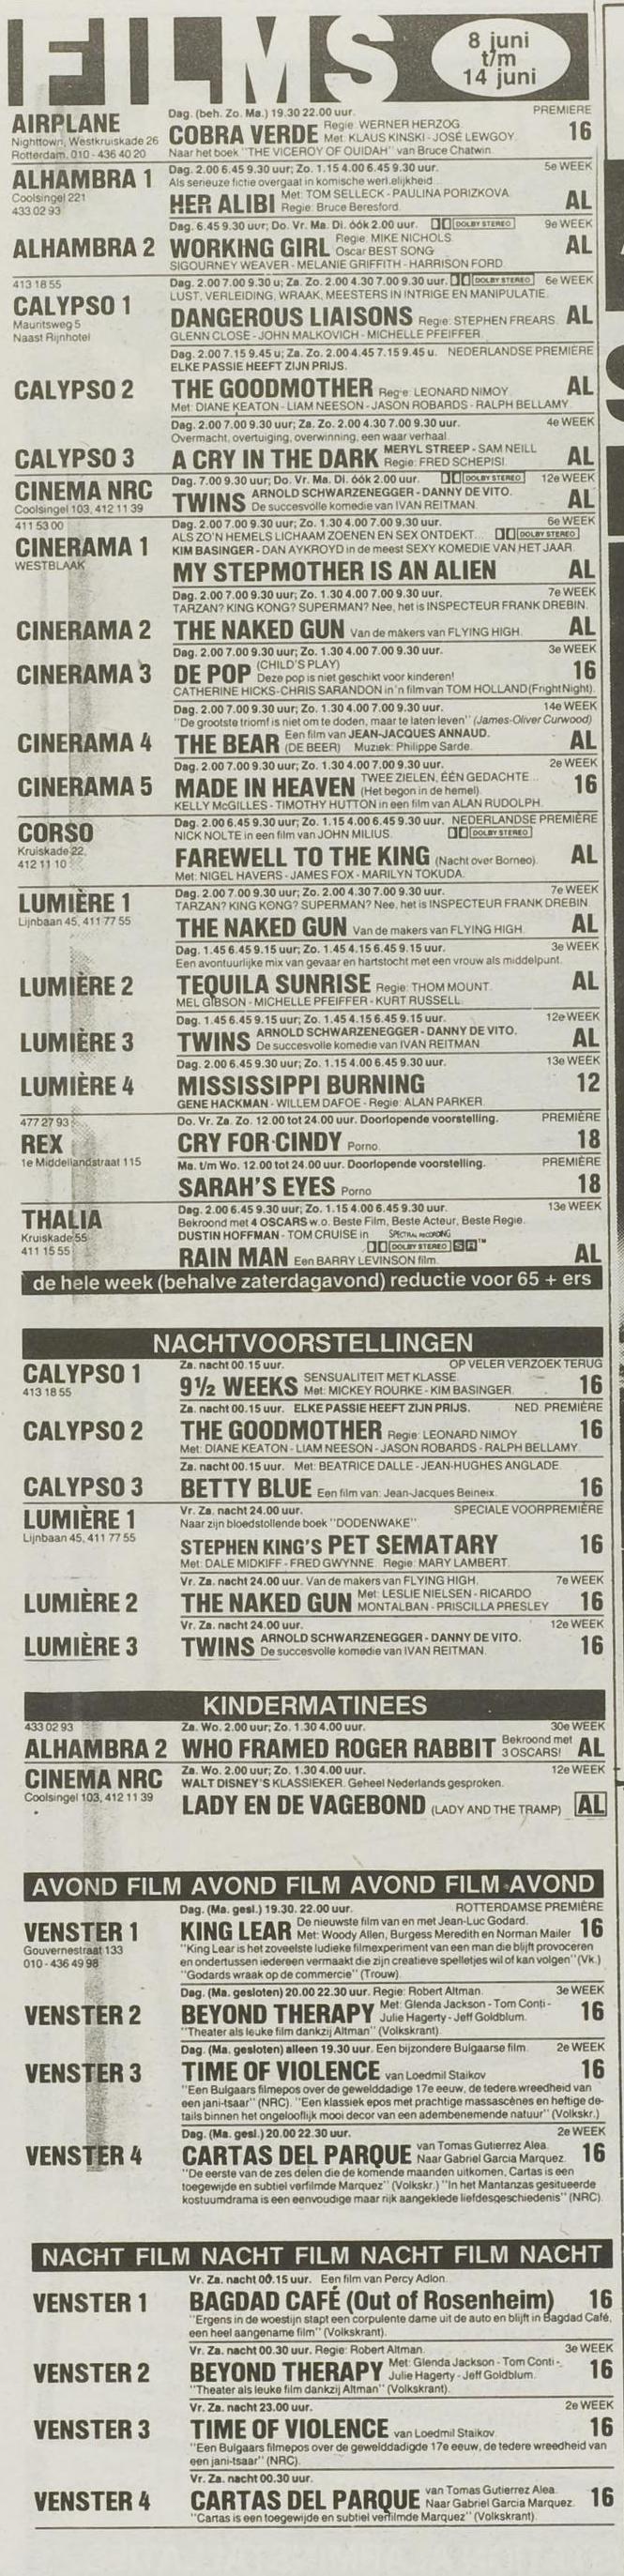 FILMS
8 juni
t/m
14 juni
AIRPLANE
Nighttown, Westkruiskade 26
Rotterdam, 010 - 436 40 20
Dag. (beh. Zo. Ma.) 19.30 22.00 uur. PREMIERE
COBRA VERDE Regie: WERNER HERZOG Met: KLAUS KINSKI - JOSÉ LEWGOY. 16
Naar het boek "THE VICEROY OF OUIDAH" van Bruce Chatwin.
ALHAMBRA 1
Coolsingel 221
433 02 93
Dag. 2.00 6.45 9.30 uur; Zo. 1.15 4.00 6.45 9.30 uur. 5e WEEK
Als serieuze fictie overgaat in komische werkelijkheid...
HER ALIBI Met: TOM SELLECK - PAULINA PORIZKOVA. Regie: Bruce Beresford. AL
ALHAMBRA 2
Dag. 6.45 9.30 uur; Do. Vr. Ma. Di. óók 2.00 uur. DOLBY STEREO 9e WEEK
WORKING GIRL Regie: MIKE NICHOLS Oscar BEST SONG AL
SIGOURNEY WEAVER - MELANIE GRIFFITH - HARRISON FORD.
413 18 55
CALYPSO 1
Mauritsweg 5
Naast Rijnhotel
Dag. 2.00 7.00 9.30 u; Za. Zo. 2.00 4.30 7.00 9.30 uur. DOLBY STEREO 6e WEEK
LUST, VERLEIDING, WRAAK, MEESTERS IN INTRIGE EN MANIPULATIE.
DANGEROUS LIAISONS Regie: STEPHEN FREARS. AL
GLENN CLOSE - JOHN MALKOVICH - MICHELLE PFEIFFER.
CALYPSO 2
Dag. 2.00 7.15 9.45 u; Za. Zo. 2.00 4.45 7.15 9.45 u. NEDERLANDSE PREMIERE
ELKE PASSIE HEEFT ZIJN PRIJS.
THE GOODMOTHER Regie: LEONARD NIMOY. AL
Met: DIANE KEATON - LIAM NEESON - JASON ROBARDS - RALPH BELLAMY.
CALYPSO 3
Dag. 2.00 7.00 9.30 uur; Za. Zo. 2.00 4.30 7.00 9.30 uur. 4e WEEK
Overmacht, overtuiging, overwinning, een waar verhaal.
A CRY IN THE DARK MERYL STREEP - SAM NEILL Regie: FRED SCHEPISI. AL
CINEMA NRC
Coolsingel 103, 412 11 39
Dag. 7.00 9.30 uur; Do. Vr. Ma. Di. óók 2.00 uur. DOLBY STEREO 12e WEEK
TWINS ARNOLD SCHWARZENEGGER - DANNY DE VITO. De succesvolle komedie van IVAN REITMAN. AL
411 53 00
CINERAMA 1
WESTBLAAK
Dag. 2.00 7.00 9.30 uur; Zo. 1.30 4.00 7.00 9.30 uur. 6e WEEK
ALS ZO'N HEMELS LICHAAM ZOENEN EN SEX ONTDEKT... DOLBY STEREO
KIM BASINGER - DAN AYKROYD in de meest SEXY KOMEDIE VAN HET JAAR.
MY STEPMOTHER IS AN ALIEN AL
CINERAMA 2
Dag. 2.00 7.00 9.30 uur; Zo. 1.30 4.00 7.00 9.30 uur. 7e WEEK
TARZAN? KING KONG? SUPERMAN? Nee, het is INSPECTEUR FRANK DREBIN.
THE NAKED GUN Van de makers van FLYING HIGH. AL
CINERAMA 3
Dag. 2.00 7.00 9.30 uur; Zo. 1.30 4.00 7.00 9.30 uur. 3e WEEK
DE POP (CHILD'S PLAY) Deze pop is niet geschikt voor kinderen! 16
CATHERINE HICKS-CHRIS SARANDON in 'n film van TOM HOLLAND (Fright Night).
CINERAMA 4
Dag. 2.00 7.00 9.30 uur; Zo. 1.30 4.00 7.00 9.30 uur. 14e WEEK
"De grootste triomf is niet om te doden, maar te laten leven" (James-Oliver Curwood)
THE BEAR Een film van JEAN-JACQUES ANNAUD. (DE BEER) Muziek: Philippe Sarde. AL
CINERAMA 5
Dag. 2.00 7.00 9.30 uur; Zo. 1.30 4.00 7.00 9.30 uur. 2e WEEK
MADE IN HEAVEN TWEE ZIELEN, ÉÉN GEDACHTE... (Het begon in de hemel). 16
KELLY McGILLES - TIMOTHY HUTTON in een film van ALAN RUDOLPH.
CORSO
Kruiskade 22,
412 11 10
Dag. 2.00 6.45 9.30 uur; Zo. 1.15 4.00 6.45 9.30 uur. NEDERLANDSE PREMIÈRE
NICK NOLTE in een film van JOHN MILIUS. DOLBY STEREO
FAREWELL TO THE KING (Nacht over Borneo). AL
Met: NIGEL HAVERS - JAMES FOX - MARILYN TOKUDA.
LUMIÈRE 1
Lijnbaan 45, 411 77 55
Dag. 2.00 7.00 9.30 uur; Zo. 2.00 4.30 7.00 9.30 uur. 7e WEEK
TARZAN? KING KONG? SUPERMAN? Nee, het is INSPECTEUR FRANK DREBIN.
THE NAKED GUN Van de makers van FLYING HIGH. AL
LUMIÈRE 2
Dag. 1.45 6.45 9.15 uur; Zo. 1.45 4.15 6.45 9.15 uur. 3e WEEK
Een avontuurlijke mix van gevaar en hartstocht met een vrouw als middelpunt.
TEQUILA SUNRISE Regie: THOM MOUNT. AL
MEL GIBSON - MICHELLE PFEIFFER - KURT RUSSELL.
LUMIÈRE 3
Dag. 1.45 6.45 9.15 uur; Zo. 1.45 4.15 6.45 9.15 uur. 12e WEEK
TWINS ARNOLD SCHWARZENEGGER - DANNY DE VITO. De succesvolle komedie van IVAN REITMAN. AL
LUMIÈRE 4
Dag. 2.00 6.45 9.30 uur; Zo. 1.15 4.00 6.45 9.30 uur. 13e WEEK
MISSISSIPPI BURNING 12
GENE HACKMAN - WILLEM DAFOE - Regie: ALAN PARKER.
477 27 93
REX
1e Middellandstraat 115
Do. Vr. Za. Zo. 12.00 tot 24.00 uur. Doorlopende voorstelling. PREMIÈRE
CRY FOR CINDY Porno. 18
Ma. t/m Wo. 12.00 tot 24.00 uur. Doorlopende voorstelling. PREMIÈRE
SARAH'S EYES Porno 18
THALIA
Kruiskade 55
411 15 55
Dag. 2.00 6.45 9.30 uur; Zo. 1.15 4.00 6.45 9.30 uur. 13e WEEK
Bekroond met 4 OSCARS w.o. Beste Film, Beste Acteur, Beste Regie.
DUSTIN HOFFMAN - TOM CRUISE in SPECTRAL RECORDING DOLBY STEREO SR™
RAIN MAN Een BARRY LEVINSON film. AL
de hele week (behalve zaterdagavond) reductie voor 65 + ers
NACHTVOORSTELLINGEN
CALYPSO 1
413 18 55
Za. nacht 00.15 uur. OP VELER VERZOEK TERUG
9½ WEEKS SENSUALITEIT MET KLASSE. Met: MICKEY ROURKE - KIM BASINGER. 16
CALYPSO 2
Za. nacht 00.15 uur. ELKE PASSIE HEEFT ZIJN PRIJS. NED. PREMIÈRE
THE GOODMOTHER Regie: LEONARD NIMOY. 16
Met: DIANE KEATON - LIAM NEESON - JASON ROBARDS - RALPH BELLAMY.
CALYPSO 3
Za. nacht 00.15 uur. Met: BEATRICE DALLE - JEAN-HUGHES ANGLADE.
BETTY BLUE Een film van: Jean-Jacques Beineix. 16
LUMIÈRE 1
Lijnbaan 45, 411 77 55
Vr. Za. nacht 24.00 uur. SPECIALE VOORPREMIÈRE
Naar zijn bloedstollende boek "DODENWAKE".
STEPHEN KING'S PET SEMATARY 16
Met: DALE MIDKIFF - FRED GWYNNE. Regie: MARY LAMBERT.
LUMIÈRE 2
Vr. Za. nacht 24.00 uur. Van de makers van FLYING HIGH. 7e WEEK
THE NAKED GUN Met: LESLIE NIELSEN - RICARDO MONTALBAN - PRISCILLA PRESLEY 16
LUMIÈRE 3
Vr. Za. nacht 24.00 uur. 12e WEEK
TWINS ARNOLD SCHWARZENEGGER - DANNY DE VITO. De succesvolle komedie van IVAN REITMAN. 16
KINDERMATINEES
433 02 93
ALHAMBRA 2
Za. Wo. 2.00 uur; Zo. 1.30 4.00 uur. 30e WEEK
WHO FRAMED ROGER RABBIT Bekroond met 3 OSCARS! AL
CINEMA NRC
Coolsingel 103, 412 11 39
Za. Wo. 2.00 uur; Zo. 1.30 4.00 uur. 12e WEEK
WALT DISNEY'S KLASSIEKER. Geheel Nederlands gesproken.
LADY EN DE VAGEBOND (LADY AND THE TRAMP) AL
AVOND FILM AVOND FILM AVOND FILM AVOND
VENSTER 1
Gouvernestraat 133
010 - 436 49 98
Dag. (Ma. gesl.) 19.30. 22.00 uur. ROTTERDAMSE PREMIÈRE
KING LEAR De nieuwste film van en met Jean-Luc Godard. Met: Woody Allen, Burgess Meredith en Norman Mailer 16
"King Lear is het zoveelste ludieke filmexperiment van een man die blijft provoceren
en ondertussen iedereen vermaakt die zijn creatieve spelletjes wil of kan volgen" (Vk.)
"Godards wraak op de commercie" (Trouw).
VENSTER 2
Dag. (Ma. gesloten) 20.00 22.30 uur. Regie: Robert Altman. 3e WEEK
BEYOND THERAPY Met: Glenda Jackson - Tom Conti - Julie Hagerty - Jeff Goldblum. 16
"Theater als leuke film dankzij Altman" (Volkskrant).
VENSTER 3
Dag. (Ma. gesloten) alleen 19.30 uur. Een bijzondere Bulgaarse film. 2e WEEK
TIME OF VIOLENCE van Loedmil Staikov 16
"Een Bulgaars filmepos over de gewelddadige 17e eeuw, de tedere wreedheid van
een jani-tsaar" (NRC). "Een klassiek epos met prachtige massascènes en heftige de-
tails binnen het ongelooflijk mooi decor van een adembenemende natuur" (Volkskr.)
VENSTER 4
Dag. (Ma. gesl.) 20.00 22.30 uur. 2e WEEK
CARTAS DEL PARQUE van Tomas Gutierrez Alea. Naar Gabriel Garcia Marquez. 16
"De eerste van de zes delen die de komende maanden uitkomen, Cartas is een
toegewijde en subtiel verfilmde Marquez" (Volkskr.) "In het Mantanzas gesitueerde
kostuumdrama is een eenvoudige maar rijk aangeklede liefdesgeschiedenis" (NRC).
NACHT FILM NACHT FILM NACHT FILM NACHT
VENSTER 1
Vr. Za. nacht 00.15 uur. Een film van Percy Adlon.
BAGDAD CAFÉ (Out of Rosenheim) 16
"Ergens in de woestijn stapt een corpulente dame uit de auto en blijft in Bagdad Café,
een heel aangename film" (Volkskrant).
VENSTER 2
Vr. Za. nacht 00.30 uur. Regie: Robert Altman. 3e WEEK
BEYOND THERAPY Met: Glenda Jackson - Tom Conti - Julie Hagerty - Jeff Goldblum. 16
"Theater als leuke film dankzij Altman" (Volkskrant).
VENSTER 3
Vr. Za. nacht 23.00 uur. 2e WEEK
TIME OF VIOLENCE van Loedmil Staikov. 16
"Een Bulgaars filmepos over de gewelddadigde 17e eeuw, de tedere wreedheid van
een jani-tsaar" (NRC).
VENSTER 4
Vr. Za. nacht 00.30 uur.
CARTAS DEL PARQUE van Tomas Gutierrez Alea. Naar Gabriel Garcia Marquez. 16
"Cartas is een toegewijde en subtiel verfilmde Marquez" (Volkskrant).